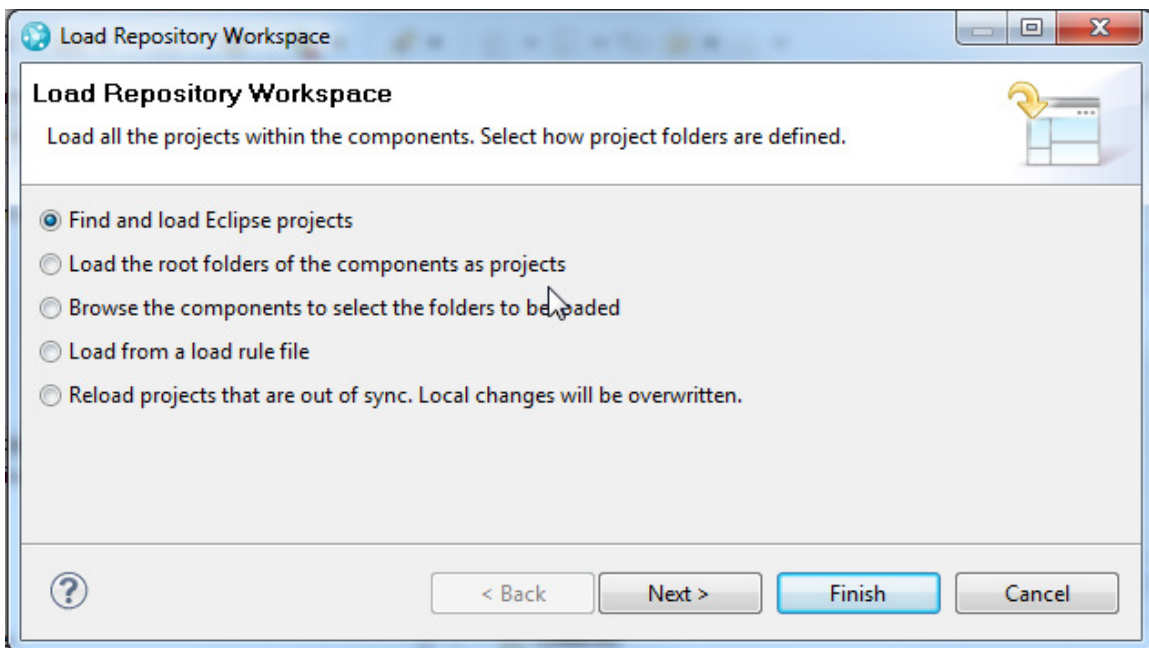 Load Repository Workspace
X
Load Repository Workspace
Load all the projects within the components. Select how project folders are defined.
Find and load Eclipse projects
Load the root folders of the components as projects
Browse the components to select the folders to be loaded
Load from a load rule file
Reload projects that are out of sync. Local changes will be overwritten.
?
< Back
Next >
Finish
Cancel